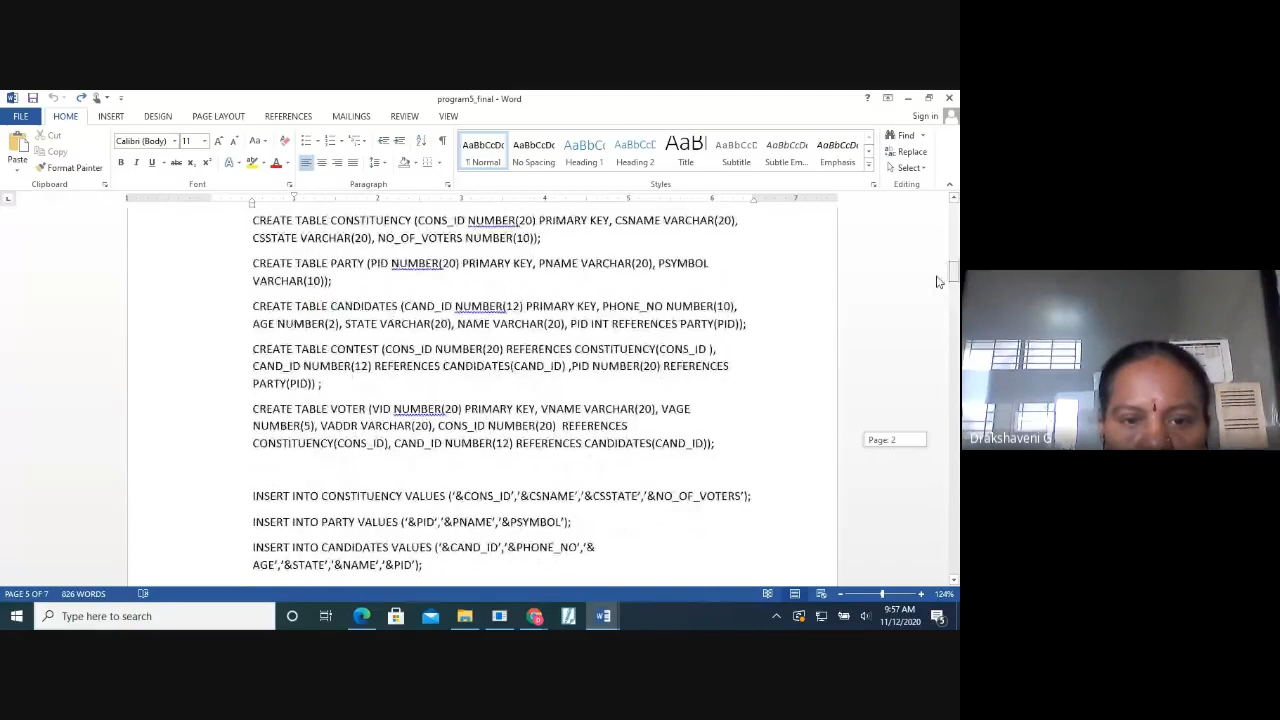 program5_final - Word
Sign in
FILE HOME INSERT DESIGN PAGE LAYOUT REFERENCES MAILINGS REVIEW VIEW
Paste
Cut
Copy
Format Painter
Clipboard
Calibri (Body) 11
Font
Paragraph
AaBbCcDc AaBbCcDc AaBbCc AaBbCcC AaBl AaBbCcC AaBbCcDc AaBbCcDc
¶ Normal No Spacing Heading 1 Heading 2 Title Subtitle Subtle Em... Emphasis
Styles
Find
Replace
Select
Editing
CREATE TABLE CONSTITUENCY (CONS_ID NUMBER(20) PRIMARY KEY, CSNAME VARCHAR(20),
CSSTATE VARCHAR(20), NO_OF_VOTERS NUMBER(10));
CREATE TABLE PARTY (PID NUMBER(20) PRIMARY KEY, PNAME VARCHAR(20), PSYMBOL
VARCHAR(10));
CREATE TABLE CANDIDATES (CAND_ID NUMBER(12) PRIMARY KEY, PHONE_NO NUMBER(10),
AGE NUMBER(2), STATE VARCHAR(20), NAME VARCHAR(20), PID INT REFERENCES PARTY(PID));
CREATE TABLE CONTEST (CONS_ID NUMBER(20) REFERENCES CONSTITUENCY(CONS_ID ),
CAND_ID NUMBER(12) REFERENCES CANDIDATES(CAND_ID) ,PID NUMBER(20) REFERENCES
PARTY(PID)) ;
CREATE TABLE VOTER (VID NUMBER(20) PRIMARY KEY, VNAME VARCHAR(20), VAGE
NUMBER(5), VADDR VARCHAR(20), CONS_ID NUMBER(20) REFERENCES
CONSTITUENCY(CONS_ID), CAND_ID NUMBER(12) REFERENCES CANDIDATES(CAND_ID));
Page: 2
INSERT INTO CONSTITUENCY VALUES (‘&CONS_ID’,’&CSNAME’,’&CSSTATE’,’&NO_OF_VOTERS’);
INSERT INTO PARTY VALUES (‘&PID‘,’&PNAME’,’&PSYMBOL’);
INSERT INTO CANDIDATES VALUES (‘&CAND_ID’,’&PHONE_NO’,’&
AGE’,’&STATE’,’&NAME’,’&PID’);
PAGE 5 OF 7 826 WORDS 124%
Type here to search
9:57 AM
11/12/2020
Drakshaveni G